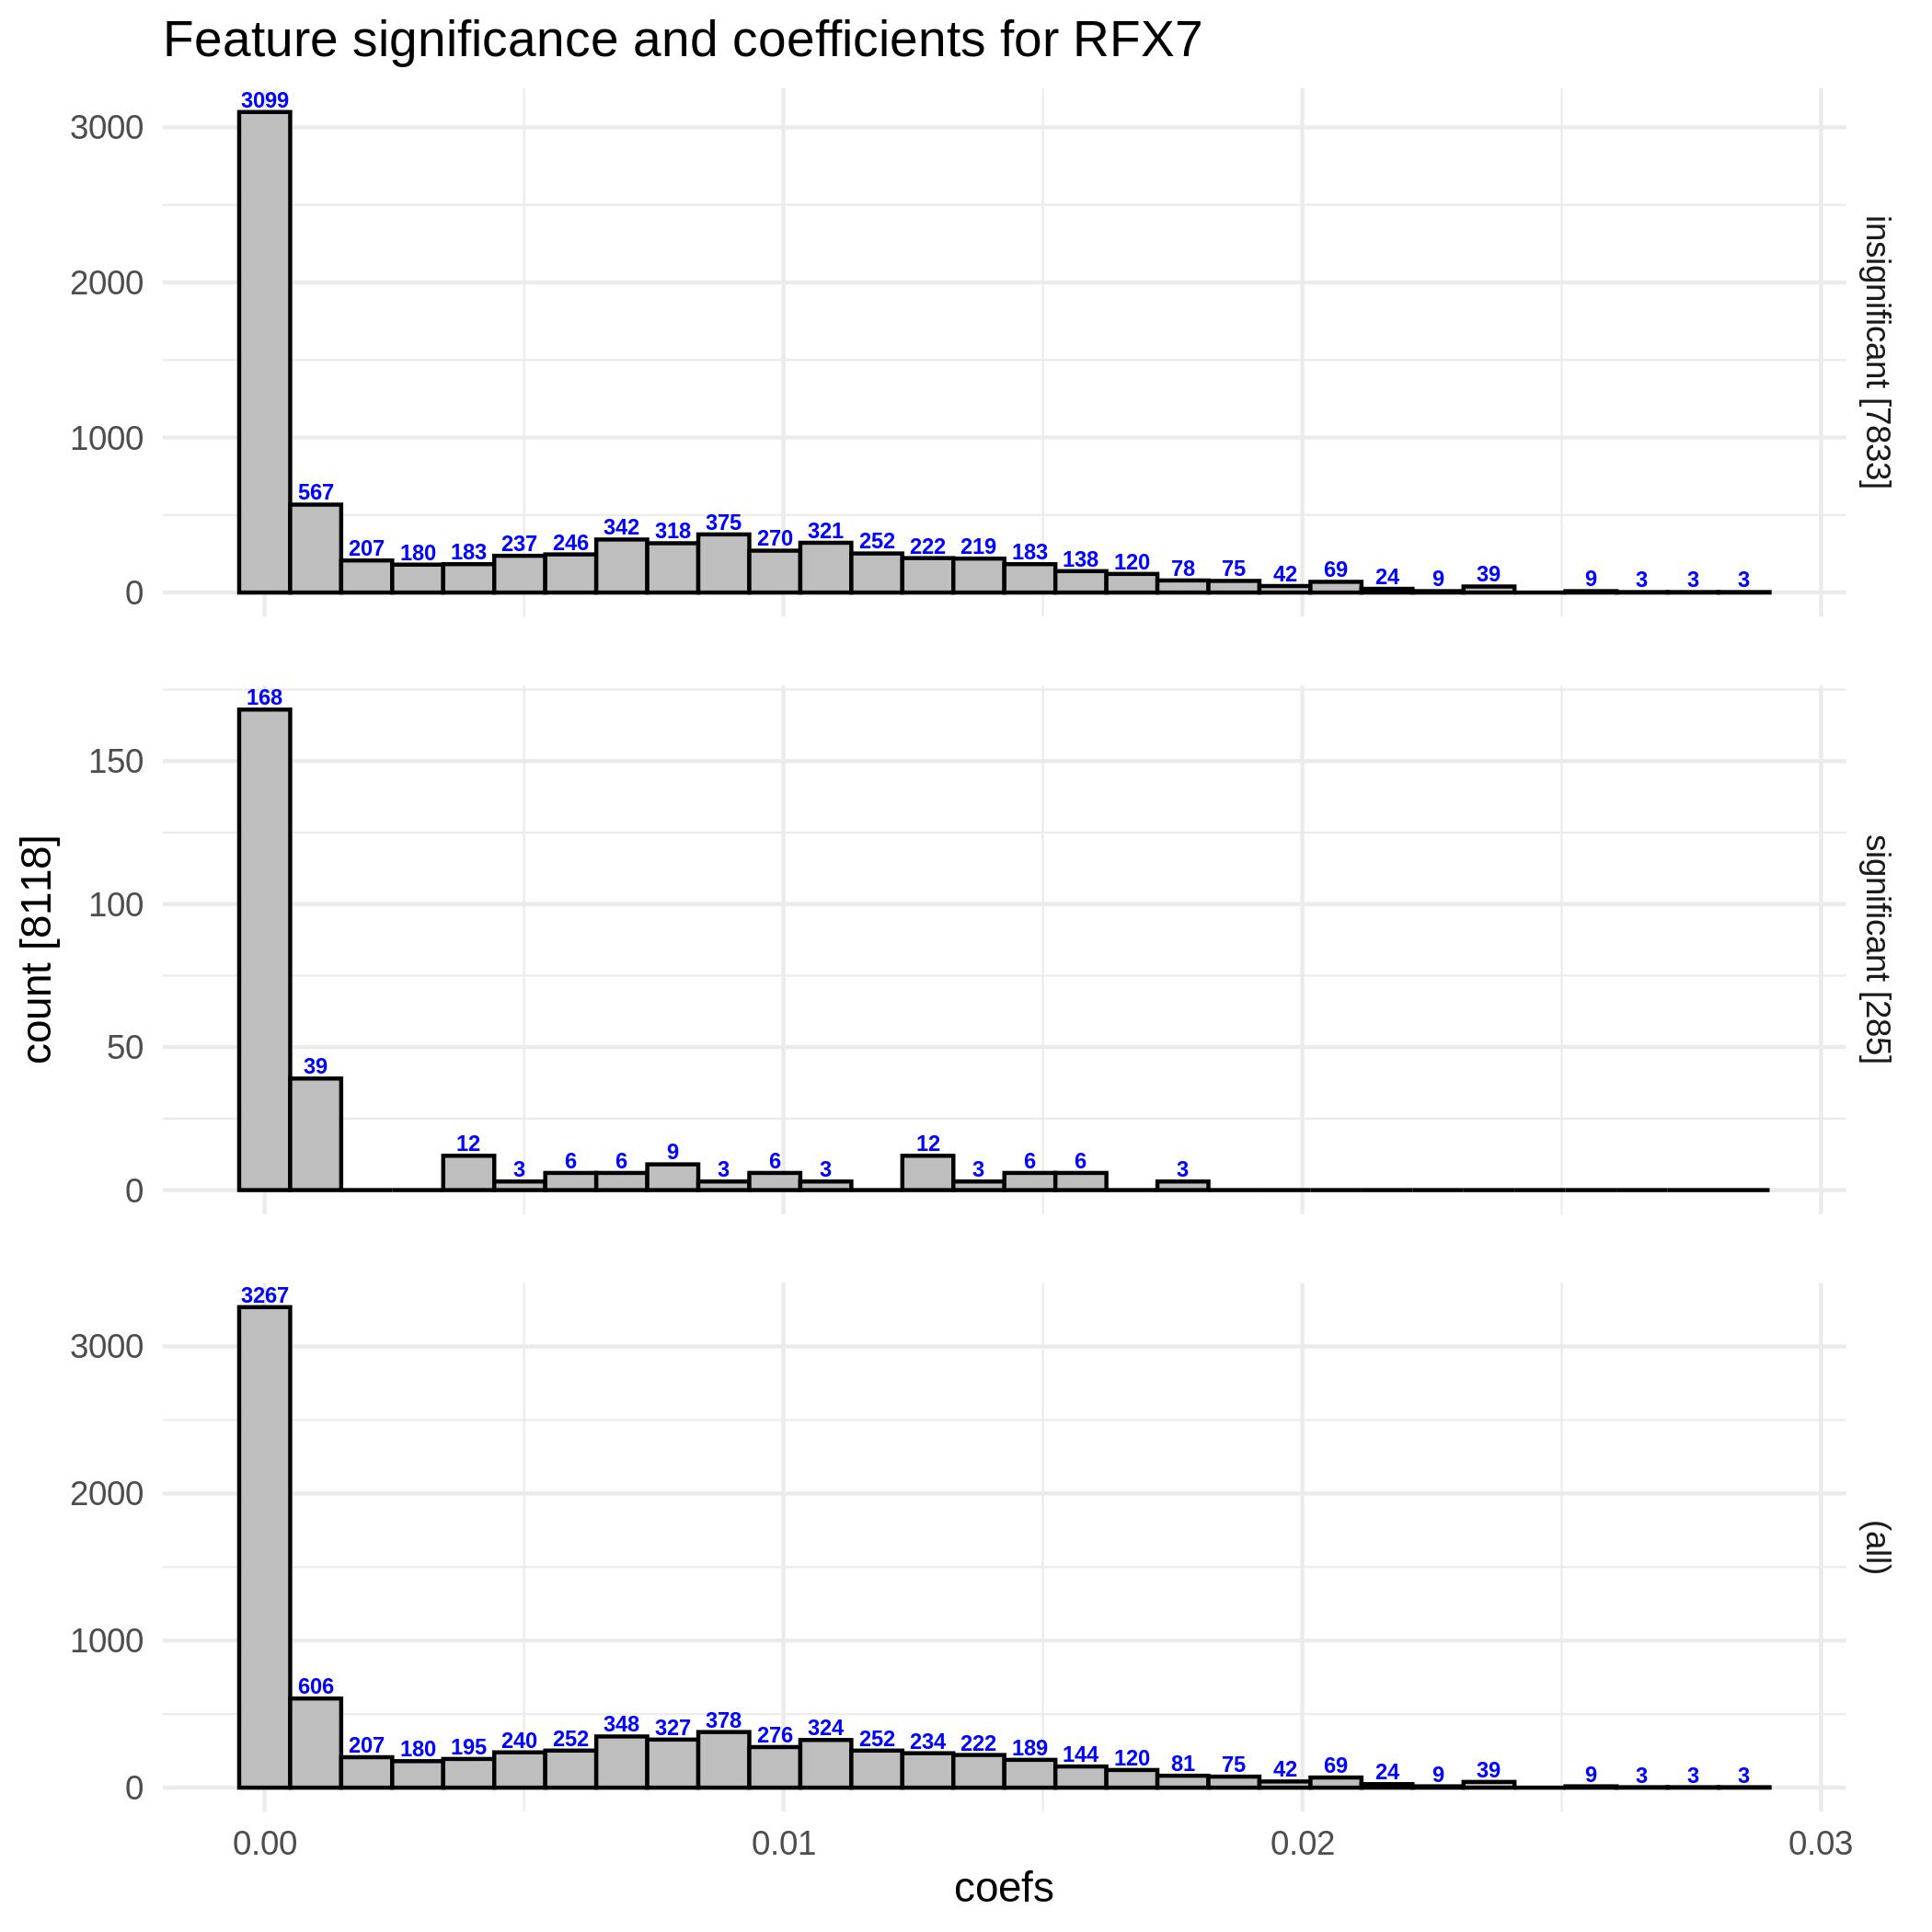 Feature significance and coefficients for RFX7
3099
3000
2000
1000
567
207 180 183 237 246 342 318 375 270 321 252 222 219 183 138 120 78 75 42 69 24 9 39 9 3 3 3
0
insignificant [7833]
168
150
100
50
39
12 3 6 6 9 3 6 3 12 3 6 6 3
0
significant [285]
count [8118]
3267
3000
2000
1000
606
207 180 195 240 252 348 327 378 276 324 252 234 222 189 144 120 81 75 42 69 24 9 39 9 3 3 3
0
(all)
0.00 0.01 0.02 0.03
coefs